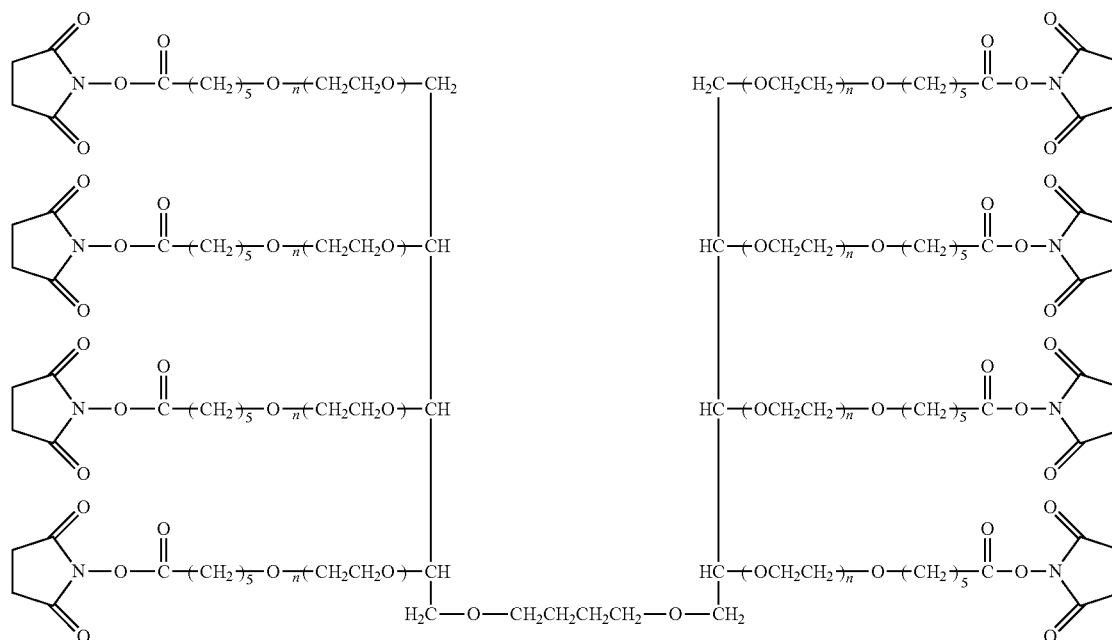 O O O O
N—O—C—(CH₂)₅—O—ₙ(CH₂CH₂O)—CH₂ H₂C—(OCH₂CH₂)ₙ—O—(CH₂)₅—C—O—N
O O
O O O O
N—O—C—(CH₂)₅—O—ₙ(CH₂CH₂O)—CH HC—(OCH₂CH₂)ₙ—O—(CH₂)₅—C—O—N
O O
O O O O
N—O—C—(CH₂)₅—O—ₙ(CH₂CH₂O)—CH HC—(OCH₂CH₂)ₙ—O—(CH₂)₅—C—O—N
O O
O O O O
N—O—C—(CH₂)₅—O—ₙ(CH₂CH₂O)—CH HC—(OCH₂CH₂)ₙ—O—(CH₂)₅—C—O—N
H₂C—O—CH₂CH₂CH₂CH₂—O—CH₂
O O